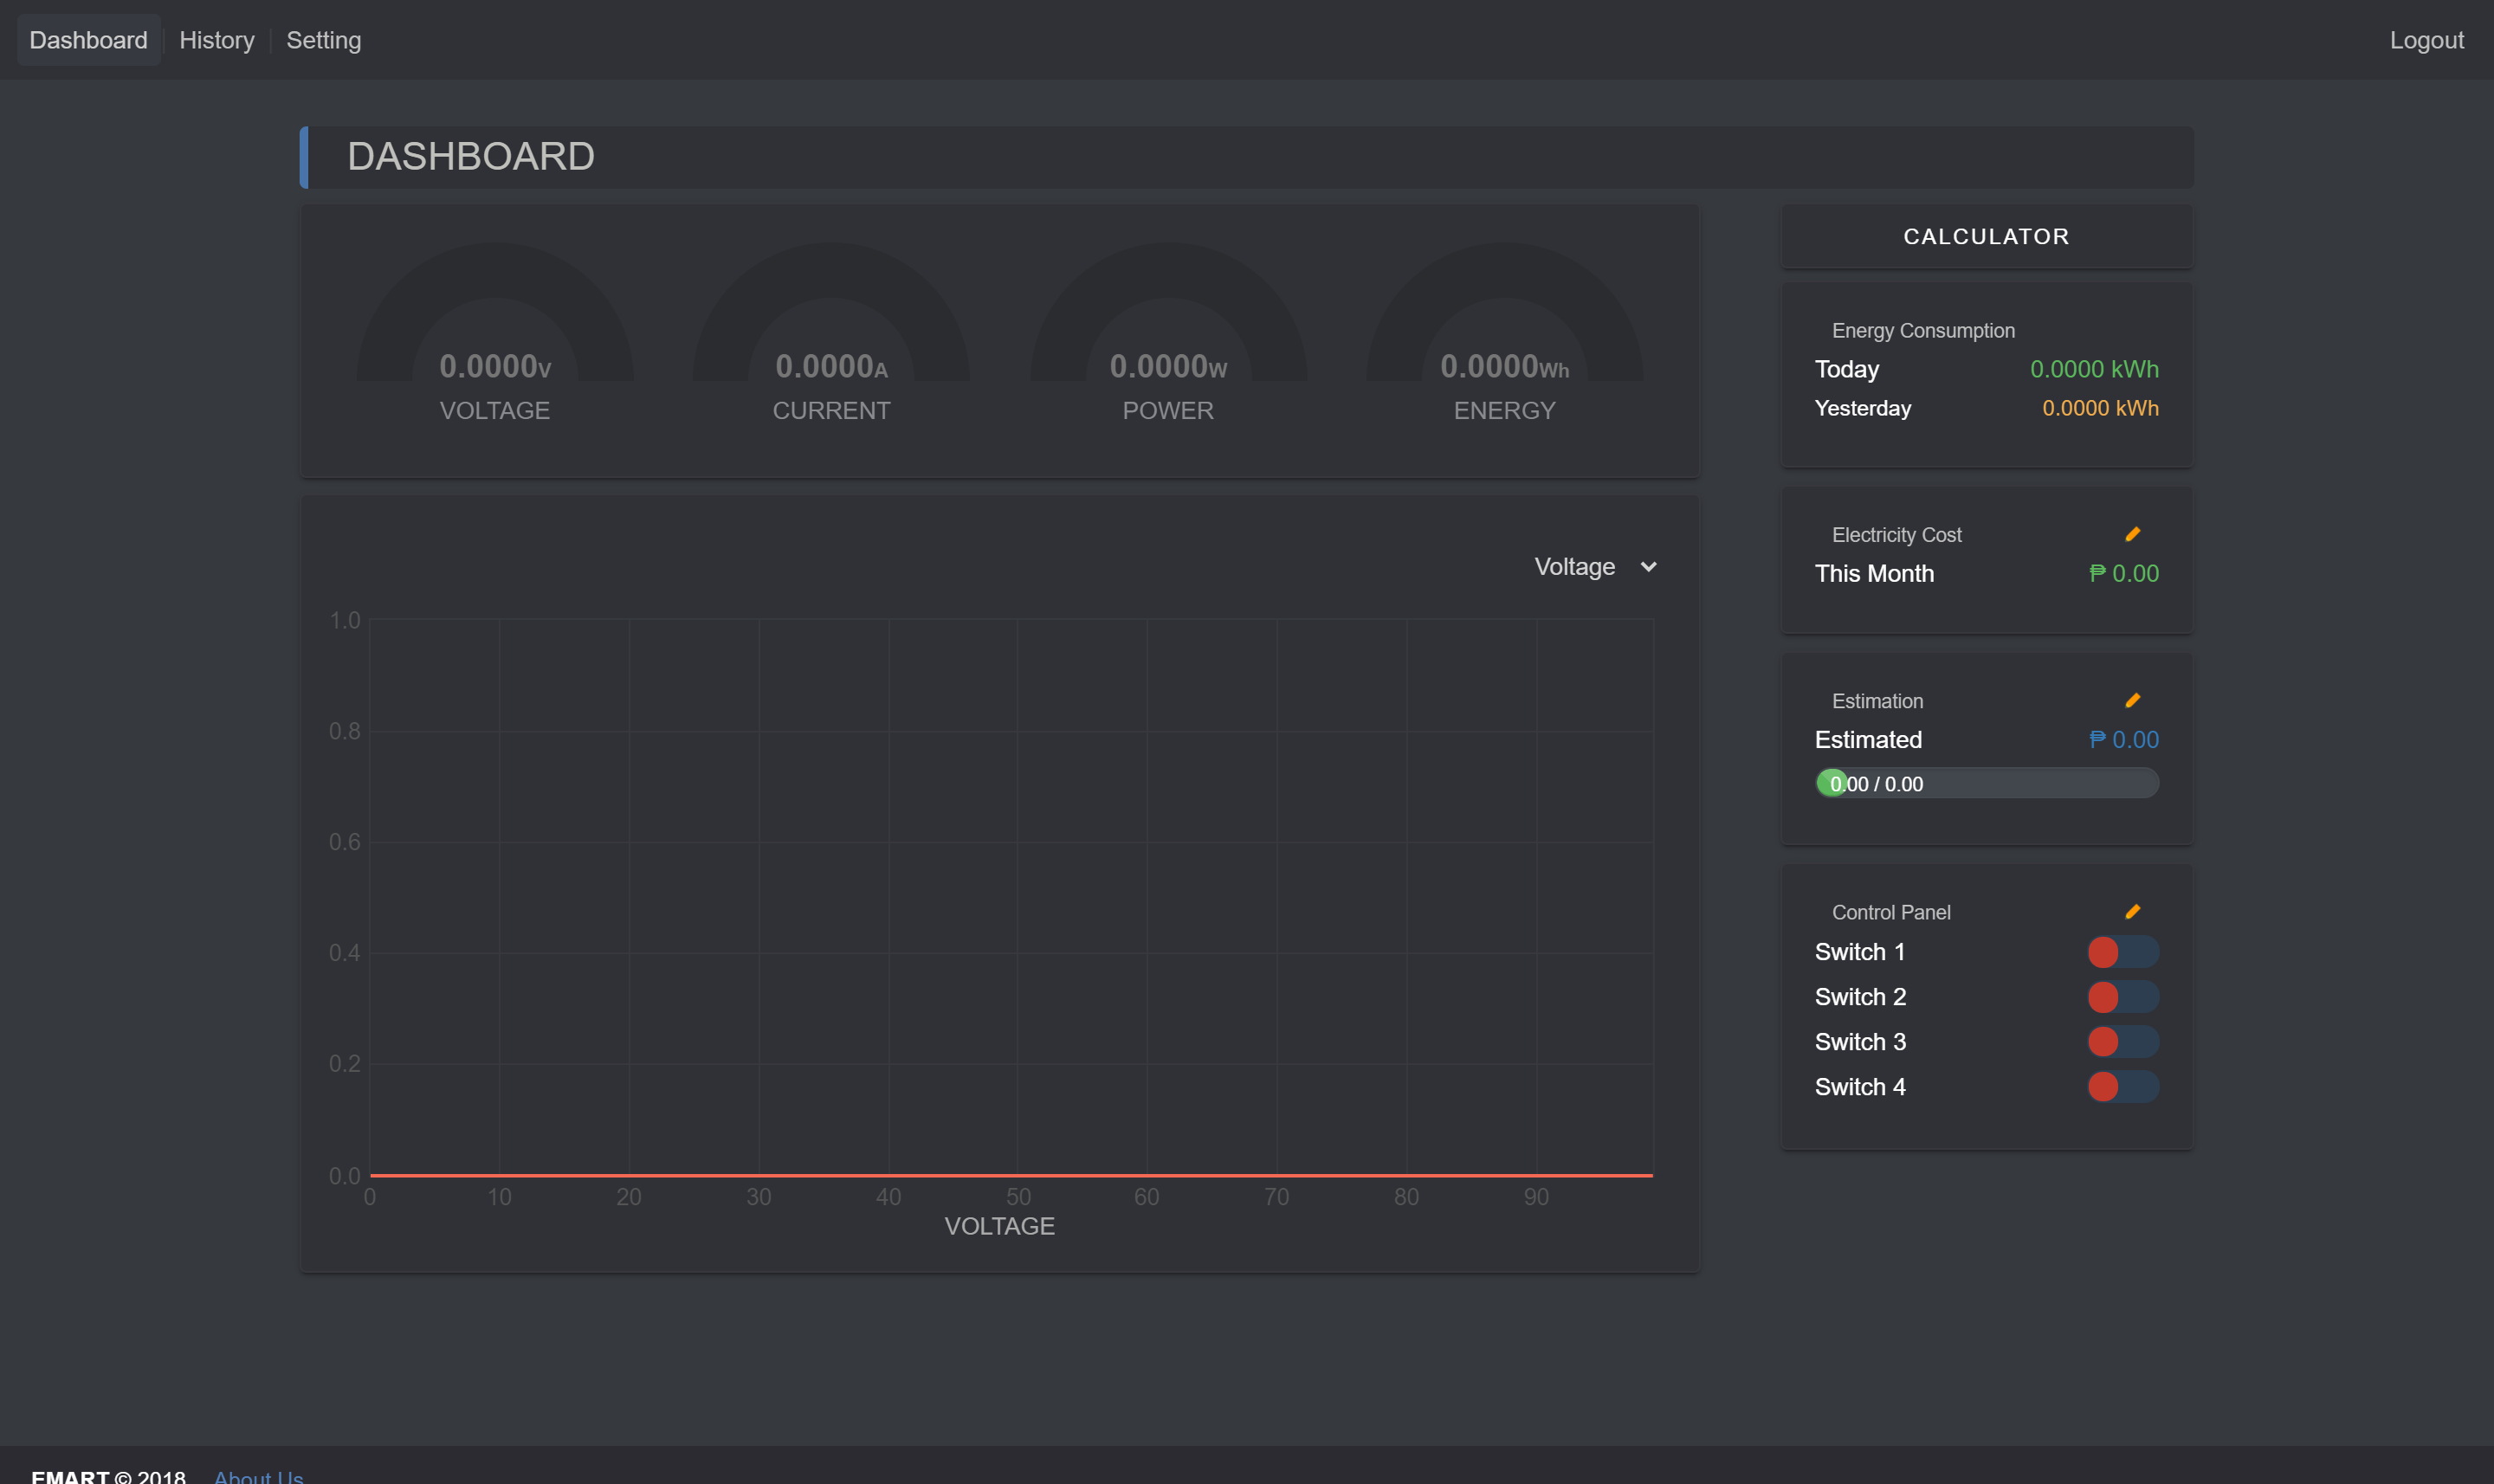 Dashboard History Setting Logout
DASHBOARD
0.0000V 0.0000A 0.0000W 0.0000Wh
VOLTAGE CURRENT POWER ENERGY
Voltage
1.0
0.8
0.6
0.4
0.2
0.0
0 10 20 30 40 50 60 70 80 90
VOLTAGE
CALCULATOR
Energy Consumption
Today 0.0000 kWh
Yesterday 0.0000 kWh
Electricity Cost
This Month ₱ 0.00
Estimation
Estimated ₱ 0.00
0.00 / 0.00
Control Panel
Switch 1
Switch 2
Switch 3
Switch 4
EMART © 2018 About Us